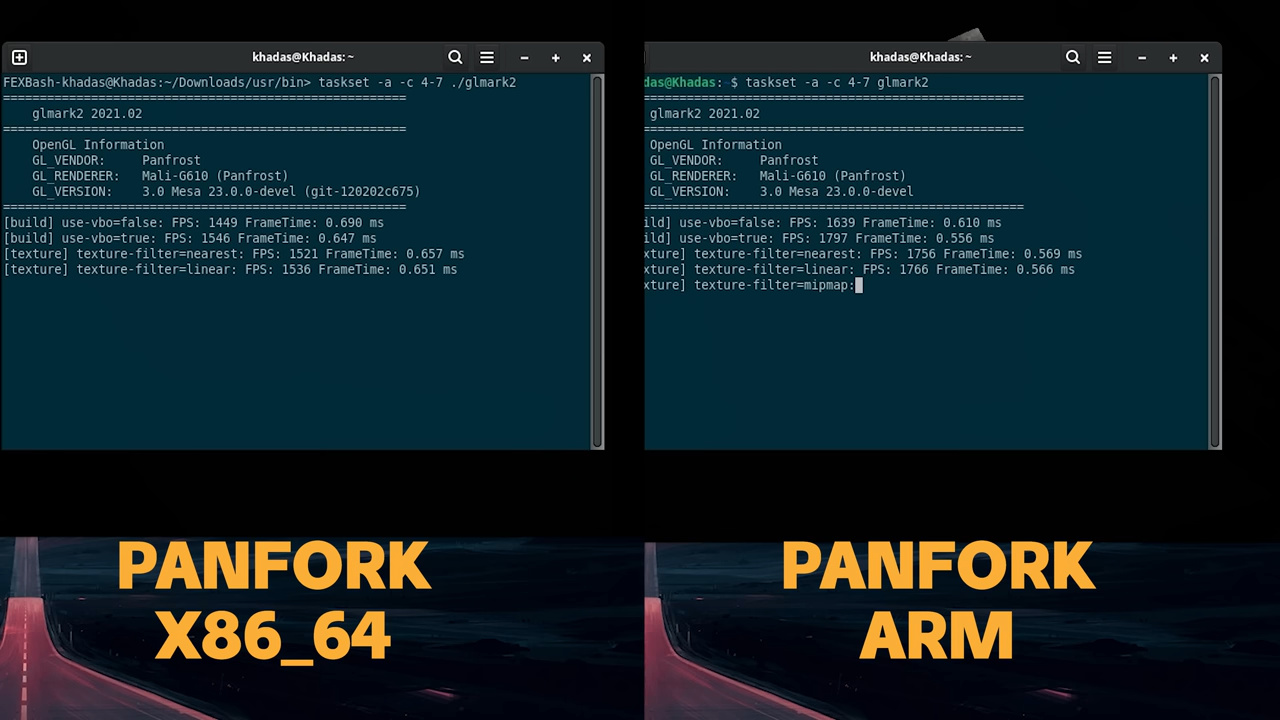 khadas@Khadas: ~
FEXBash-khadas@Khadas:~/Downloads/usr/bin> taskset -a -c 4-7 ./glmark2
=======================================================
glmark2 2021.02
=======================================================
OpenGL Information
GL_VENDOR: Panfrost
GL_RENDERER: Mali-G610 (Panfrost)
GL_VERSION: 3.0 Mesa 23.0.0-devel (git-120202c675)
=======================================================
[build] use-vbo=false: FPS: 1449 FrameTime: 0.690 ms
[build] use-vbo=true: FPS: 1546 FrameTime: 0.647 ms
[texture] texture-filter=nearest: FPS: 1521 FrameTime: 0.657 ms
[texture] texture-filter=linear: FPS: 1536 FrameTime: 0.651 ms
PANFORK
X86_64
khadas@Khadas: ~
das@Khadas: $ taskset -a -c 4-7 glmark2
====================================================
glmark2 2021.02
====================================================
OpenGL Information
GL_VENDOR: Panfrost
GL_RENDERER: Mali-G610 (Panfrost)
GL_VERSION: 3.0 Mesa 23.0.0-devel
====================================================
ild] use-vbo=false: FPS: 1639 FrameTime: 0.610 ms
ild] use-vbo=true: FPS: 1797 FrameTime: 0.556 ms
xture] texture-filter=nearest: FPS: 1756 FrameTime: 0.569 ms
xture] texture-filter=linear: FPS: 1766 FrameTime: 0.566 ms
xture] texture-filter=mipmap:
PANFORK
ARM